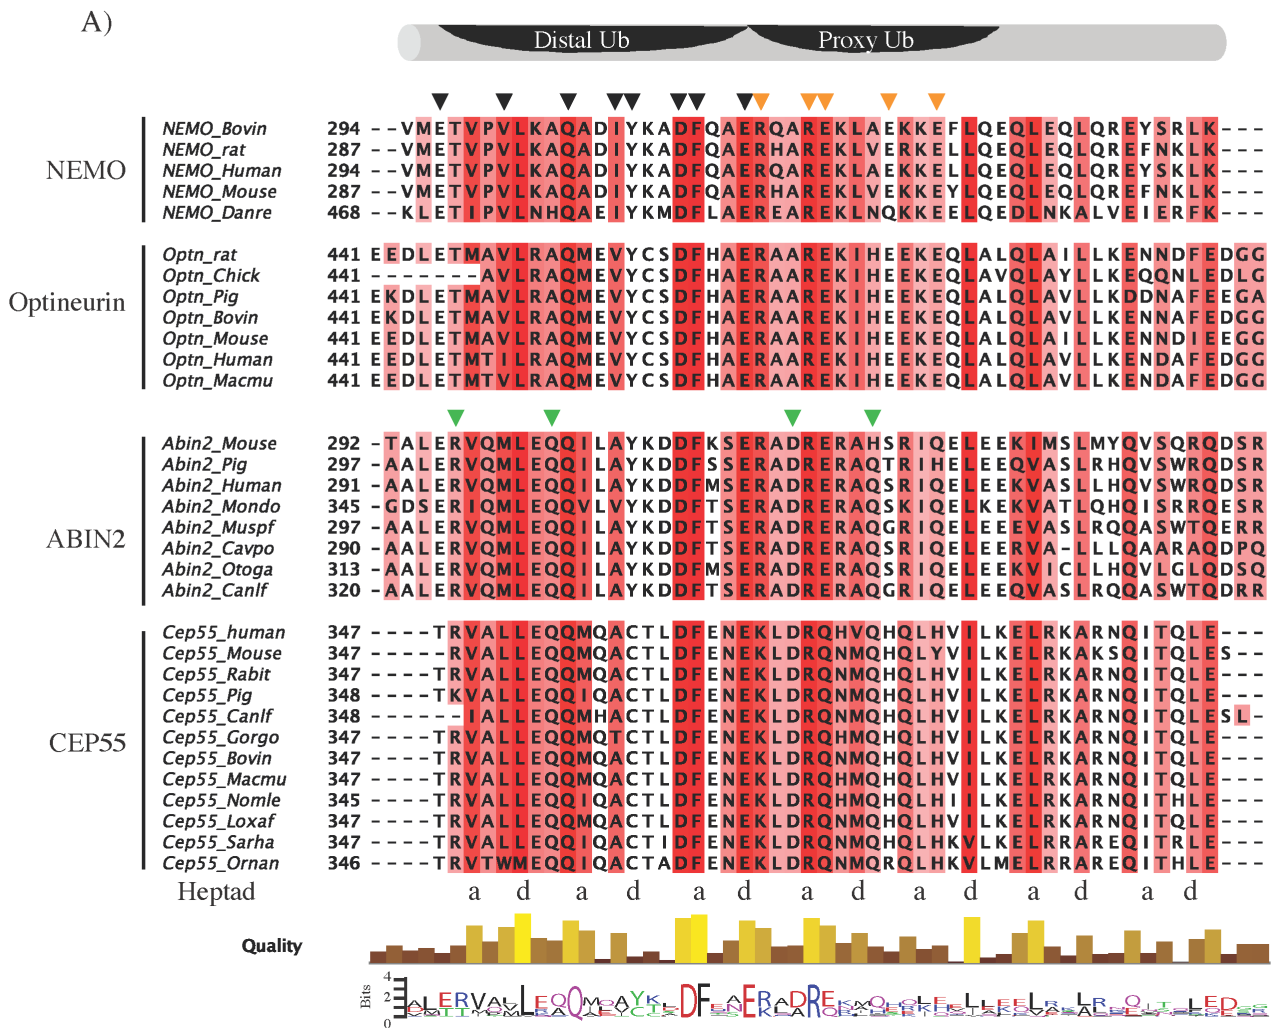 A)
Distal Ub Proxy Ub
NEMO
NEMO_Bovin 294 --VMETVPVLKAQADIYKADFQAERQAREKLAEKKEFLQEQLEQLQREYSRLK---
NEMO_rat 287 --VMETVPVLKAQADIYKADFQAERHAREKLVERKELLQEQLEQLQREFNKLK---
NEMO_Human 294 --VMETVPVLKAQADIYKADFQAERQAREKLAEKKELLQEQLEQLQREYSKLK---
NEMO_Mouse 287 --VMETVPVLKAQADIYKADFQAERHAREKLVEKKEYLQEQLEQLQREFNKLK---
NEMO_Danre 468 --KLETIPVLNHQAEIYKMDFLAEREAREKLNQKKEELQEDLNKALVEIERFK---
Optineurin
Optn_rat 441 EEDLETMAVLRAQMEVYCSDFHAERAAREKIHEEKEQLALQLAILLKENNDFEDGG
Optn_Chick 441 -------AVLRAQMEVYCSDFHAERAAREKIHEEKEQLAVQLAYLLKEQQNLEDLG
Optn_Pig 441 EKDLETMAVLRAQMEVYCSDFHAERAAREKIHEEKEQLALQLAVLLKDDNAFEEGA
Optn_Bovin 441 EKDLETMAVLRAQMEVYCSDFHAERAAREKIHEEKEQLALQLAVLLKENNAFEDGG
Optn_Mouse 441 EEDLETMAVLRAQMEVYCSDFHAERAAREKIHEEKEQLALQLAILLKENNDIEEGG
Optn_Human 441 EEDLETMTILRAQMEVYCSDFHAERAAREKIHEEKEQLALQLAVLLKENDAFEDGG
Optn_Macmu 441 EEDLETMTVLRAQMEVYCSDFHAERAAREKIHEEKEQLALQLAVLLKENDAFEDGG
ABIN2
Abin2_Mouse 292 -TALERVQMLEQQILAYKDDFKSERADRERAHSRIQELEEKIMSLMYQVSQRQDSR
Abin2_Pig 297 -AALERVQMLEQQILAYKDDFSSERADRERAQTRIHELEEQVASLRHQVSWRQDSR
Abin2_Human 291 -AALERVQMLEQQILAYKDDFMSERADRERAQSRIQELEEKVASLLHQVSWRQDSR
Abin2_Mondo 345 -GDSERIQMLEQQVLVYKDDFTSERADRERAQSKIQELKEKVATLQHQISRRQESR
Abin2_Muspf 297 -AALERVQMLEQQILAYKDDFTSERADRERAQGRIQELEEEVASLRQQASWTQERR
Abin2_Cavpo 290 -AALERVQMLEQQILAYKDDFTSERADRERAQSRIQELEERVA-LLLQAARAQDPQ
Abin2_Otoga 313 -AALERVQMLEQQILAYKDDFMSERADRERAQSRIQELEEKVICLLHQVLGLQDSQ
Abin2_Canlf 320 -AALERVQMLEQQILAYKDDFTSERADRERAQGRIQELEEQVASLRQQASWTQDRR
CEP55
Cep55_human 347 ----TRVALLEQQMQACTLDFENEKLDRQHVQHQLHVILKELRKARNQITQLE---
Cep55_Mouse 347 ----TRVALLEQQMQACTLDFENEKLDRQNMQHQLYVILKELRKAKSQITQLES--
Cep55_Rabit 347 ----TRVALLEQQMQACTLDFENEKLDRQNMQHQLHVILKELRKARNQITQLE---
Cep55_Pig 348 ----TKVALLEQQIQACTLDFENEKLDRQNMQHQLHVILKELRKARNQITQLE---
Cep55_Canlf 348 ------IALLEQQMHACTLDFENEKLDRQNMQHQLHVILKELRKARNQITQLESL-
Cep55_Gorgo 347 ----TRVALLEQQMQTCTLDFENEKLDRQHMQHQLHVILKELRKARNQITQLE---
Cep55_Bovin 347 ----TRVALLEQQMQACTLDFENEKLDRQNMQHQLHVILKELRKARNQITQLE---
Cep55_Macmu 347 ----TRVALLEQQMQACTLDFENEKLDRQHMQHQLHVILKELRKARNQITQLE---
Cep55_Nomle 345 ----TRVALLEQQIQACTLDFENEKLDRQHMQHQLHIILKELRKARNQITHLE---
Cep55_Loxaf 347 ----TRVALLEQQMQACTLDFENEKLDRQNMQHQLHVILKELRKARNQITQLE---
Cep55_Sarha 347 ----TRVALLEQQIQACTIDFENEKLDRQNMQHQLHKVLKELRRAREQITRLE---
Cep55_Ornan 346 ----TRVTWMEQQIQACTADFENEKLDRQNMQRQLHKVLMELRRAREQITHLE---
Heptad a d a d a d a d a d a d a d
Quality
Bits
4
2
0